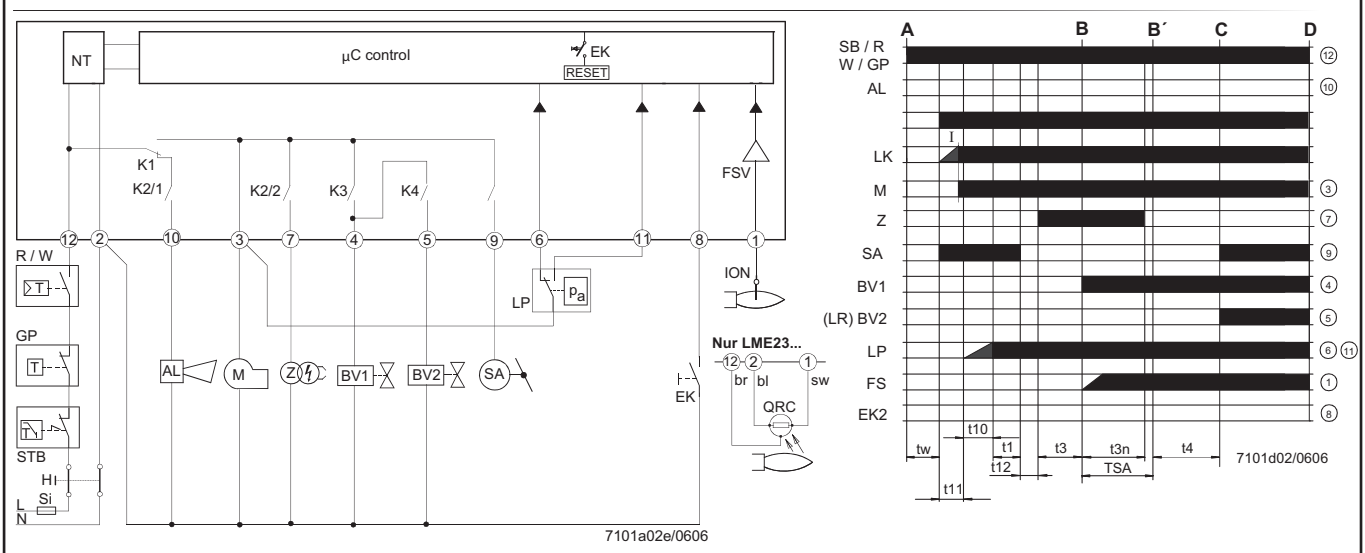 NT
µC control
EK
RESET
FSV
K1
K2/1
K2/2
K3
K4
12 2 10 3 7 4 5 9 6 11 8 1
R / W
T
GP
T
STB
T
H
L
Si
N
AL
M
Z
BV1
BV2
SA
LP
Pa
ION
EK
Nur LME23...
12 2 1
br bl sw
QRC
7101a02e/0606
A B B´ C D
SB / R
W / GP
12
AL
10
I
LK
M
3
Z
7
SA
9
BV1
4
(LR) BV2
5
LP
6 11
FS
1
EK2
8
t10
tw t1 t3 t3n t4
t12 TSA
t11
7101d02/0606